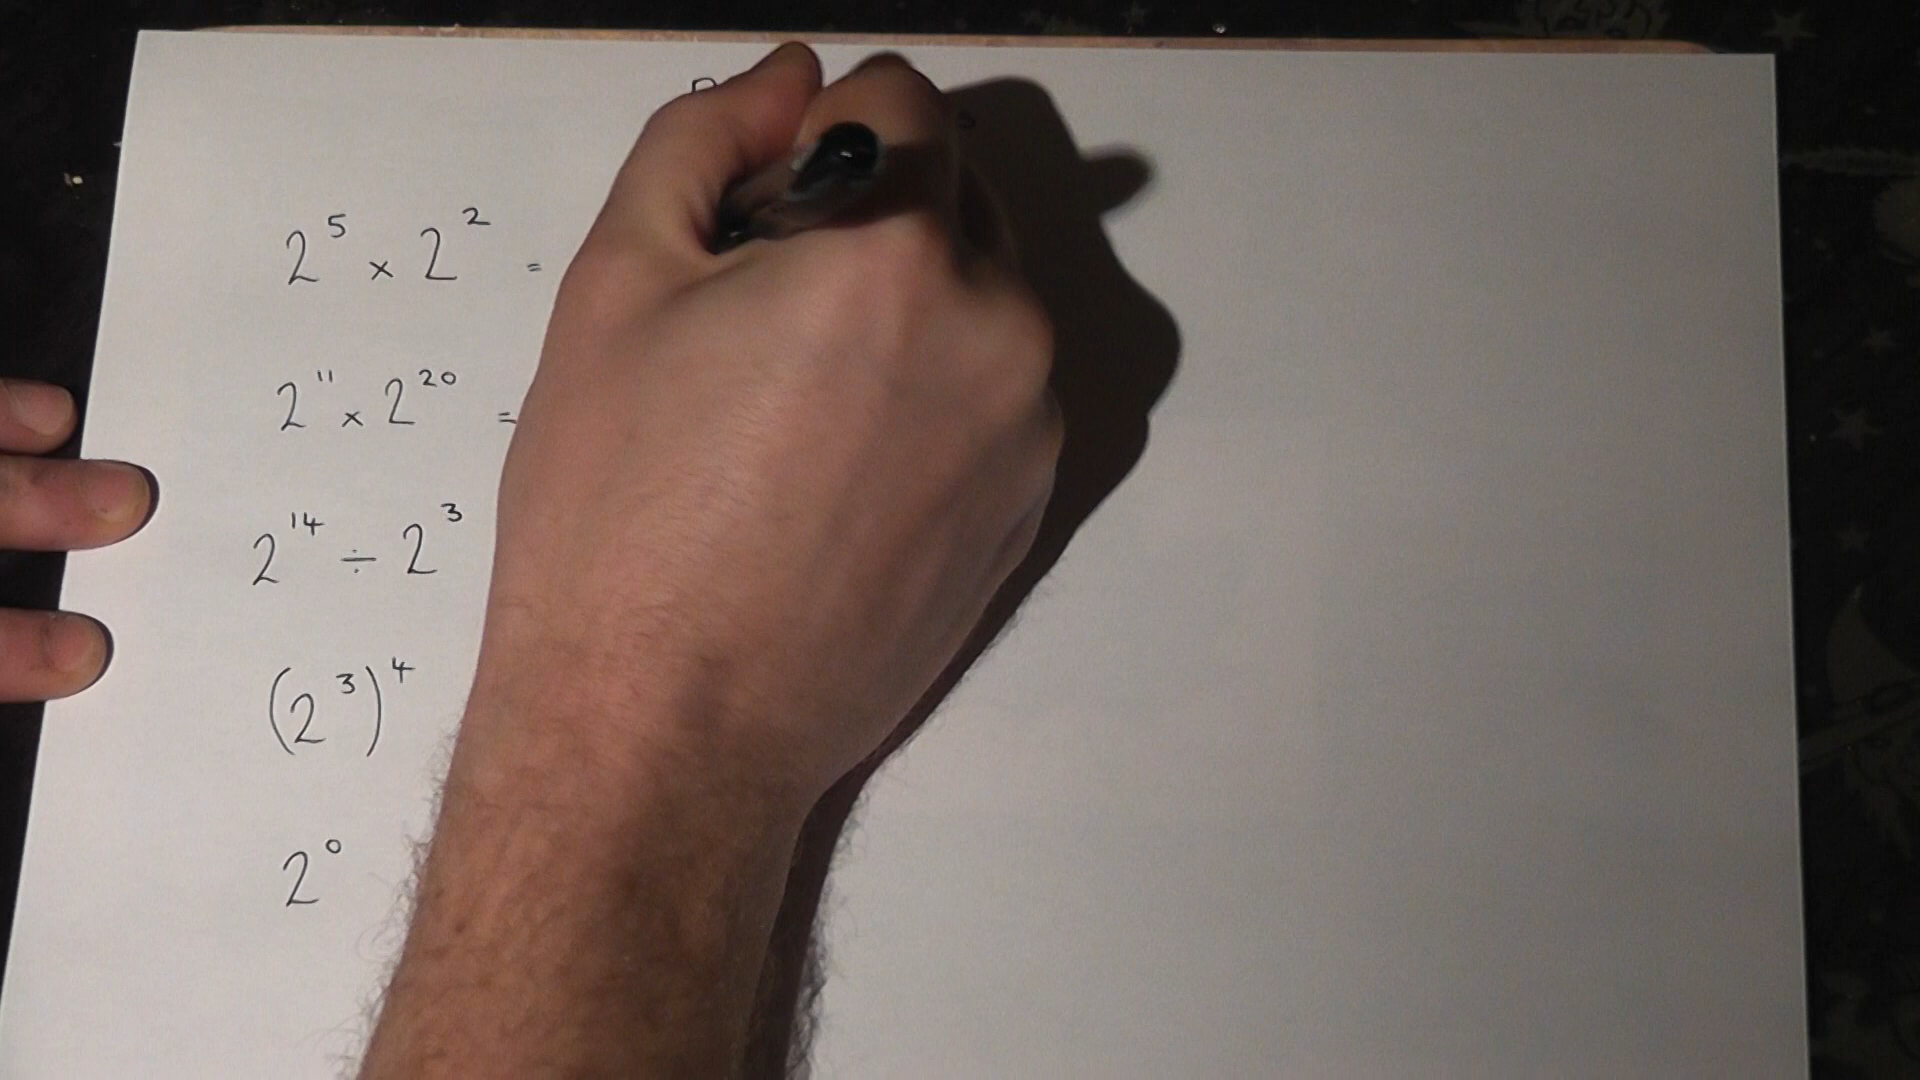 2⁵ × 2² =
2¹¹ × 2²⁰ =
2¹⁴ ÷ 2³
(2³)⁴
2⁰